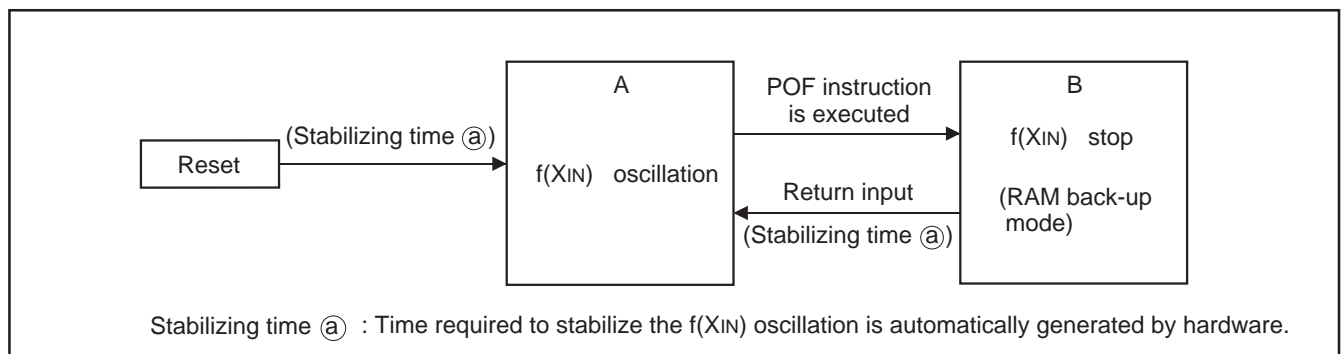 Reset
(Stabilizing time ⓐ)
A
f(XIN) oscillation
POF instruction
is executed
Return input
(Stabilizing time ⓐ)
B
f(XIN) stop
(RAM back-up
mode)
Stabilizing time ⓐ : Time required to stabilize the f(XIN) oscillation is automatically generated by hardware.